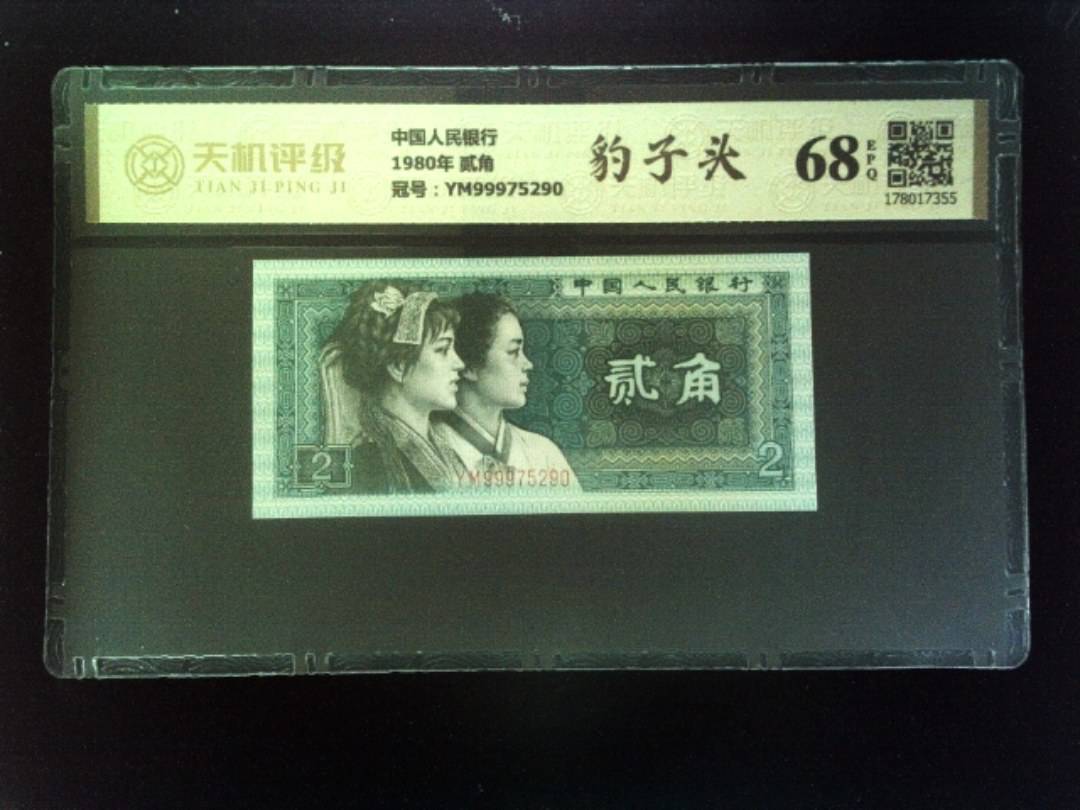 天机评级
TIAN JI PING JI
中国人民银行
1980年 贰角
冠号：YM99975290
豹子头
68
EPQ
178017355
中国人民银行
贰角
2
2
YM99975290